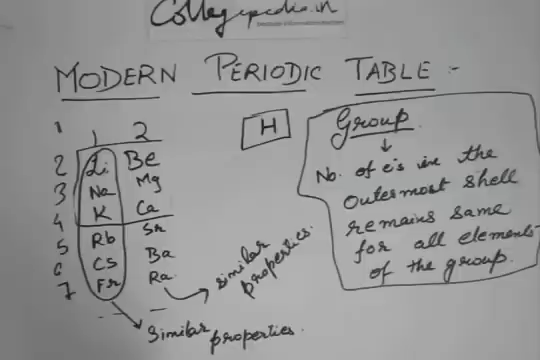 Collegepedia.in
MODERN PERIODIC TABLE :-
1 1 2 H
2 Li Be
3 Na Mg
4 K Ca
5 Rb Sr
6 Cs Ba
7 Fr Ra
similar properties.
Similar properties.
Group
↓
No. of e's in the
outermost shell
remains same
for all elements
of the group.